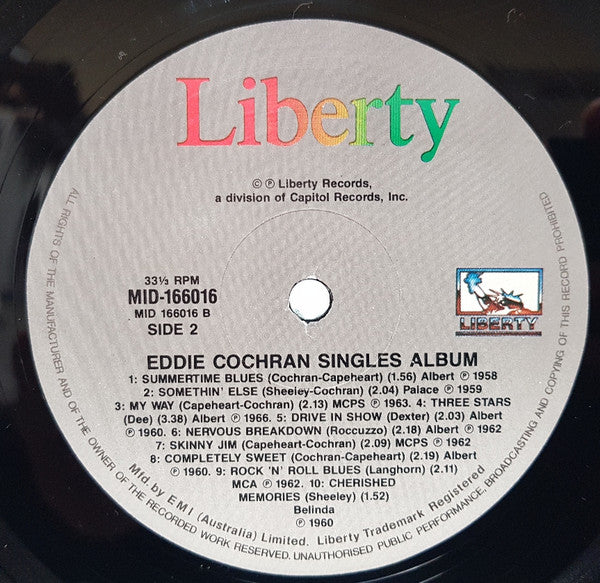 Liberty
© ℗ Liberty Records,
a division of Capitol Records, Inc.
33⅓ RPM
MID-166016
MID 166016 B
SIDE 2
LIBERTY
EDDIE COCHRAN SINGLES ALBUM
1: SUMMERTIME BLUES (Cochran-Capeheart) (1.56) Albert ℗ 1958
2: SOMETHIN' ELSE (Sheeley-Cochran) (2.04) Palace ℗ 1959
3: MY WAY (Capeheart-Cochran) (2.13) MCPS ℗ 1963. 4: THREE STARS
(Dee) (3.38) Albert ℗ 1966. 5: DRIVE IN SHOW (Dexter) (2.03) Albert
℗ 1960. 6: NERVOUS BREAKDOWN (Roccuzzo) (2.18) Albert ℗ 1962
7: SKINNY JIM (Capeheart-Cochran) (2.09) MCPS ℗ 1962
8: COMPLETELY SWEET (Cochran-Capeheart) (2.19) Albert
℗ 1960. 9: ROCK 'N' ROLL BLUES (Langhorn) (2.11)
MCA ℗ 1962. 10: CHERISHED
MEMORIES (Sheeley) (1.52)
Belinda
℗ 1960
Mfd. by EMI (Australia) Limited. Liberty Trademark Registered
ALL RIGHTS OF THE MANUFACTURER AND OF THE OWNER OF THE RECORDED WORK RESERVED. UNAUTHORISED PUBLIC PERFORMANCE, BROADCASTING AND COPYING OF THIS RECORD PROHIBITED